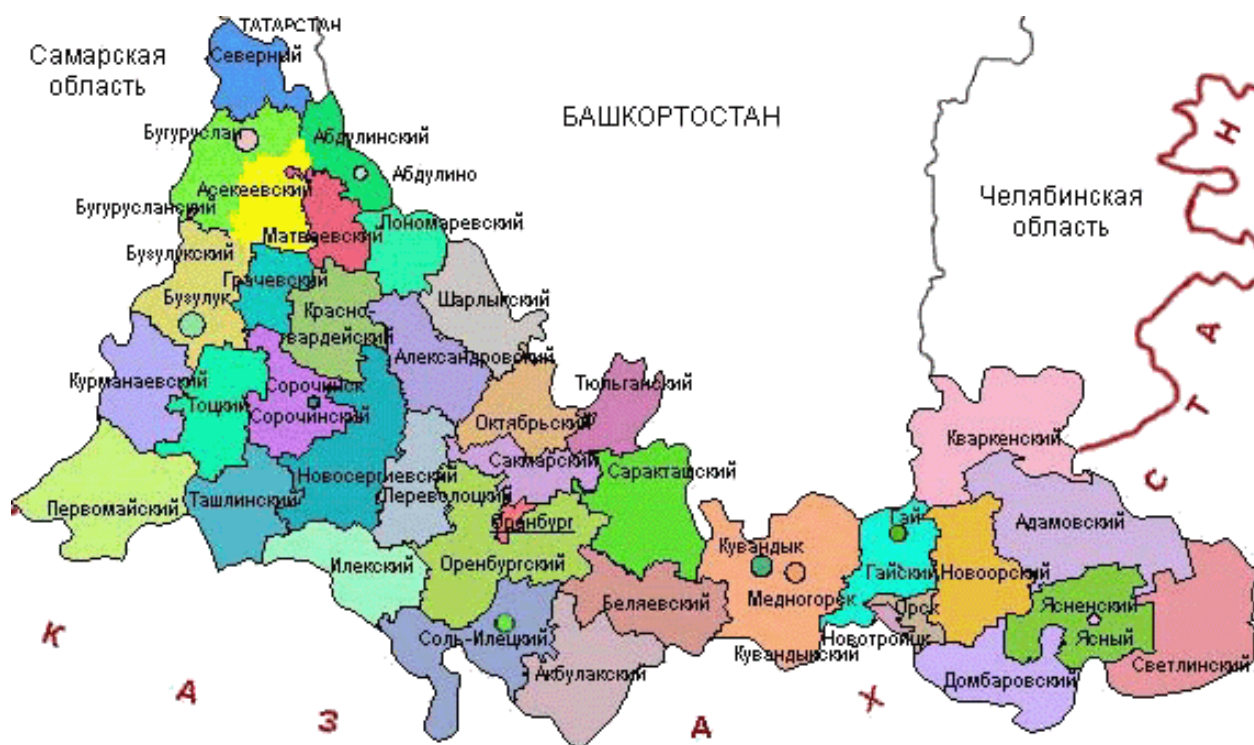 ТАТАРСТАН
Северный
Самарская
область
БАШКОРТОСТАН
Бугуруслан
Абдулинский
Абдулино
Асекеевский
Бугурусланский
Матвеевский
Пономаревский
Челябинская
область
Бузулукский
Грачевский
Бузулук
Шарлыкский
Красно-
гвардейский
Александровский
Курманаевский
Тоцкий
Сорочинск
Сорочинский
Тюльганский
Октябрьский
Кваркенский
Новосергиевский
Сакмарский
Саракташский
Переволоцкий
Ташлинский
Первомайский
Оренбург
Гай
Адамовский
Кувандык
Илекский
Оренбургский
Гайский
Новоорский
Медногорск
Беляевский
Орск
Ясненский
Соль-Илецкий
Новотройцк
Ясный
Кувандыкский
Светлинский
Акбулакский
Домбаровский
К А З А Х С Т А Н